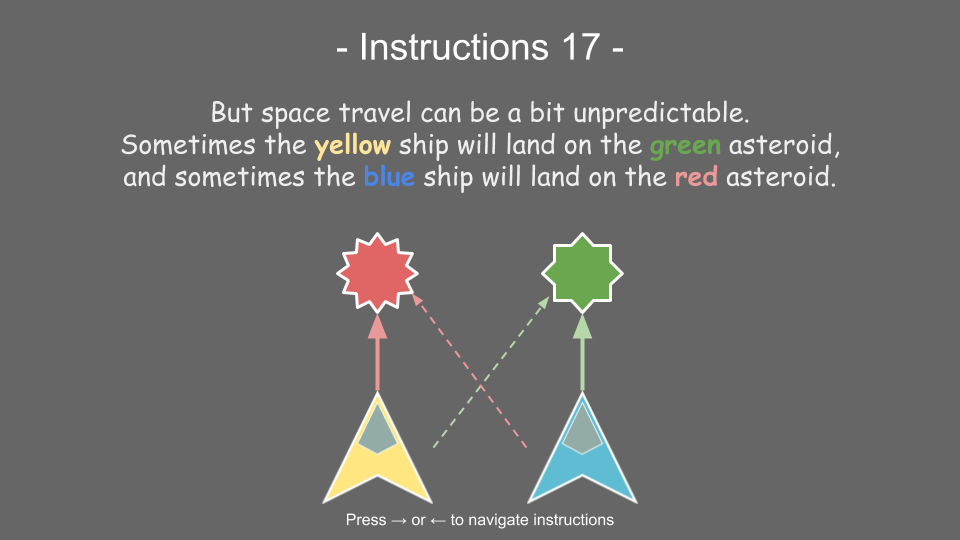 - Instructions 17 -
But space travel can be a bit unpredictable.
Sometimes the yellow ship will land on the green asteroid,
and sometimes the blue ship will land on the red asteroid.
Press → or ← to navigate instructions